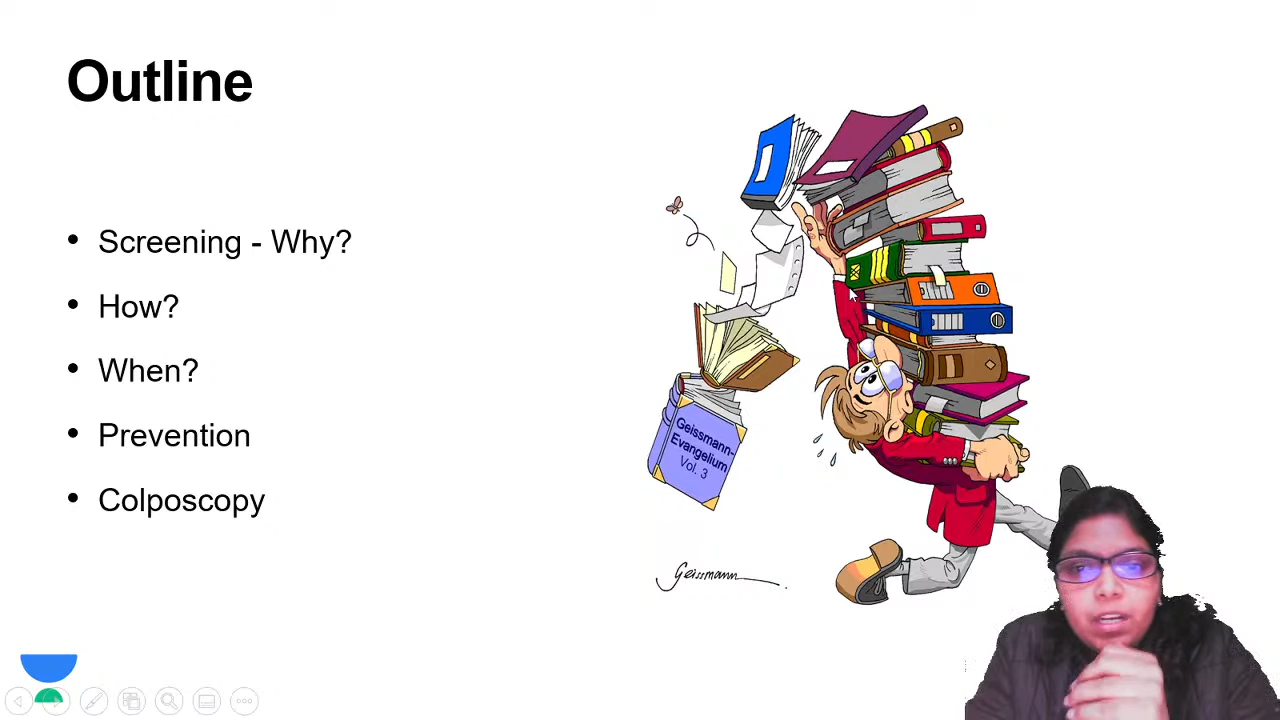 Outline
• Screening - Why?
• How?
• When?
• Prevention
• Colposcopy
Geissmann-
Evangelium
Vol. 3
Geissmann